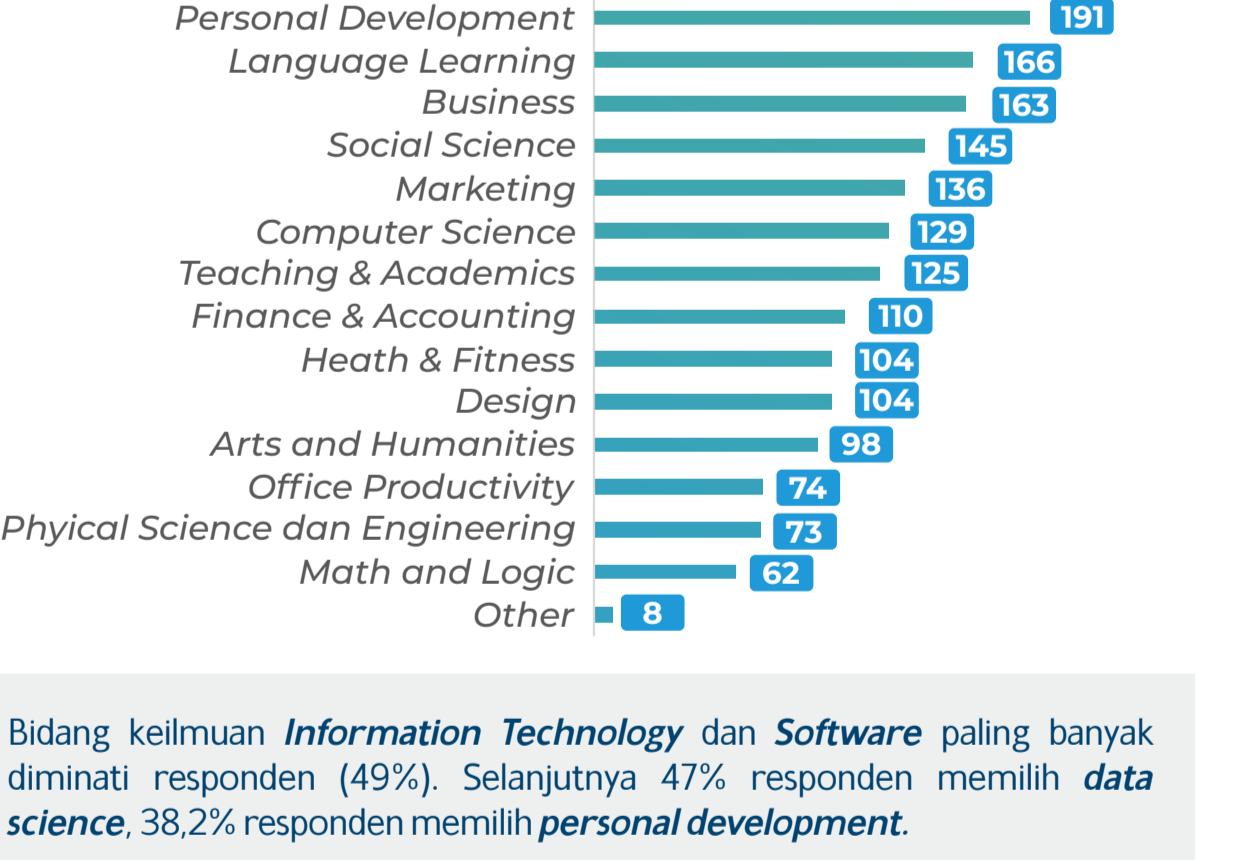 Personal Development 191
Language Learning 166
Business 163
Social Science 145
Marketing 136
Computer Science 129
Teaching & Academics 125
Finance & Accounting 110
Heath & Fitness 104
Design 104
Arts and Humanities 98
Office Productivity 74
Phyical Science dan Engineering 73
Math and Logic 62
Other 8
Bidang keilmuan Information Technology dan Software paling banyak
diminati responden (49%). Selanjutnya 47% responden memilih data
science, 38,2% responden memilih personal development.